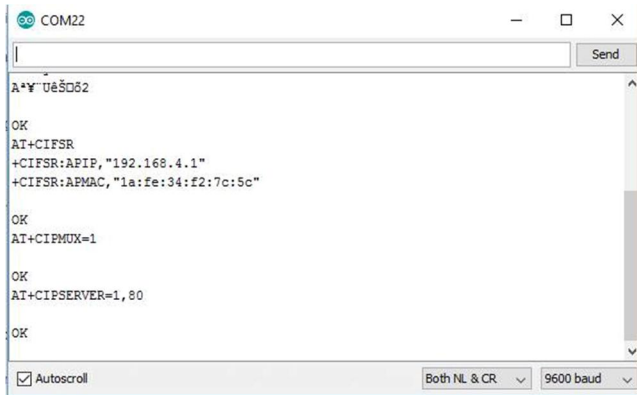 COM22
Send
OK
AT+CIFSR
+CIFSR:APIP,"192.168.4.1"
+CIFSR:APMAC,"1a:fe:34:f2:7c:5c"
OK
AT+CIPMUX=1
OK
AT+CIPSERVER=1,80
OK
Autoscroll
Both NL & CR
9600 baud